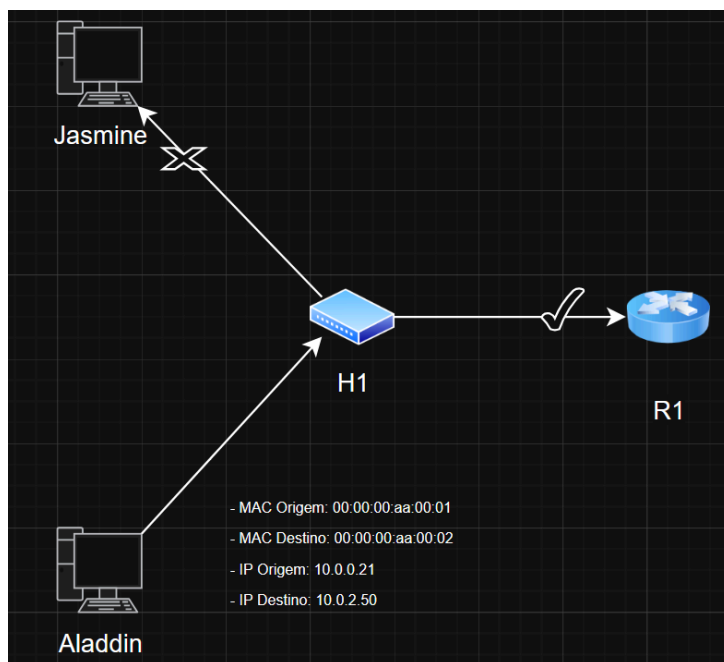 Jasmine
H1
R1
- MAC Origem: 00:00:00:aa:00:01
- MAC Destino: 00:00:00:aa:00:02
- IP Origem: 10.0.0.21
- IP Destino: 10.0.2.50
Aladdin